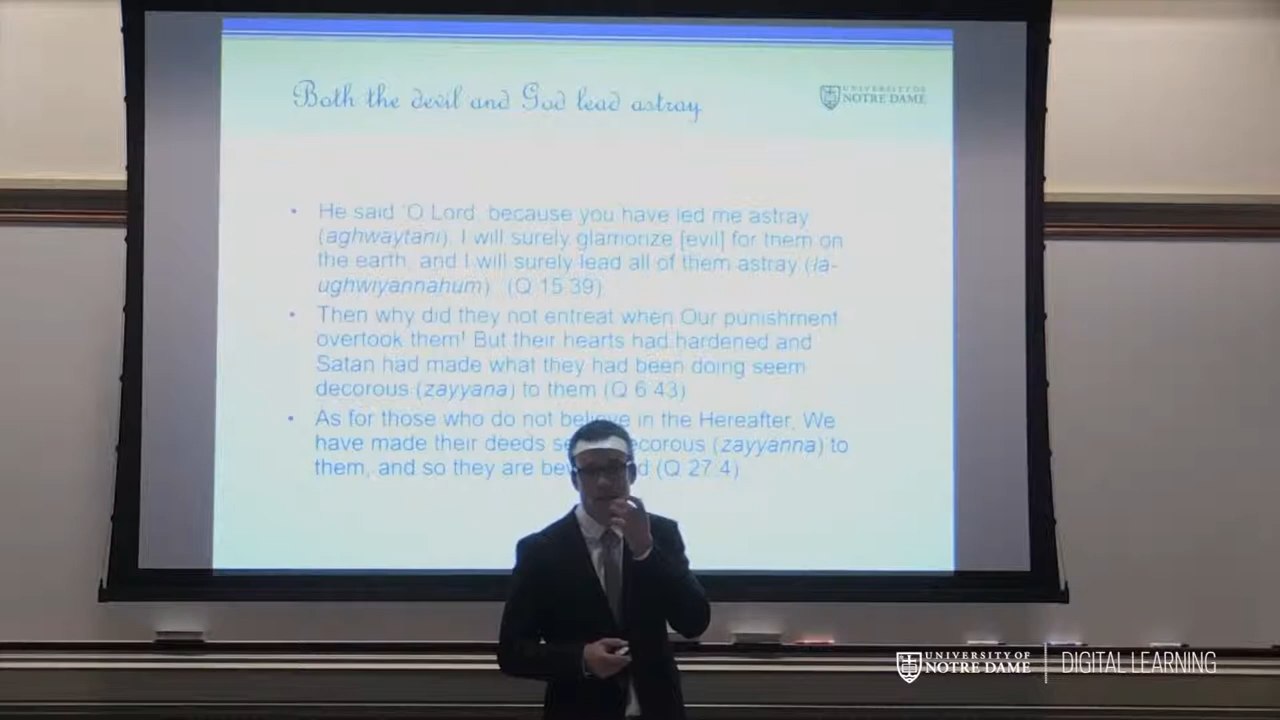 Both the devil and God lead astray
UNIVERSITY OF
NOTRE DAME
• He said 'O Lord, because you have led me astray
(aghwaytani), I will surely glamorize [evil] for them on
the earth, and I will surely lead all of them astray (la-
ughwiyannahum). (Q 15:39)
• Then why did they not entreat when Our punishment
overtook them! But their hearts had hardened and
Satan had made what they had been doing seem
decorous (zayyana) to them (Q 6:43)
• As for those who do not believe in the Hereafter, We
have made their deeds ecorous (zayyanna) to
them, and so they are (Q 27:4)
UNIVERSITY OF
NOTRE DAME
DIGITAL LEARNING